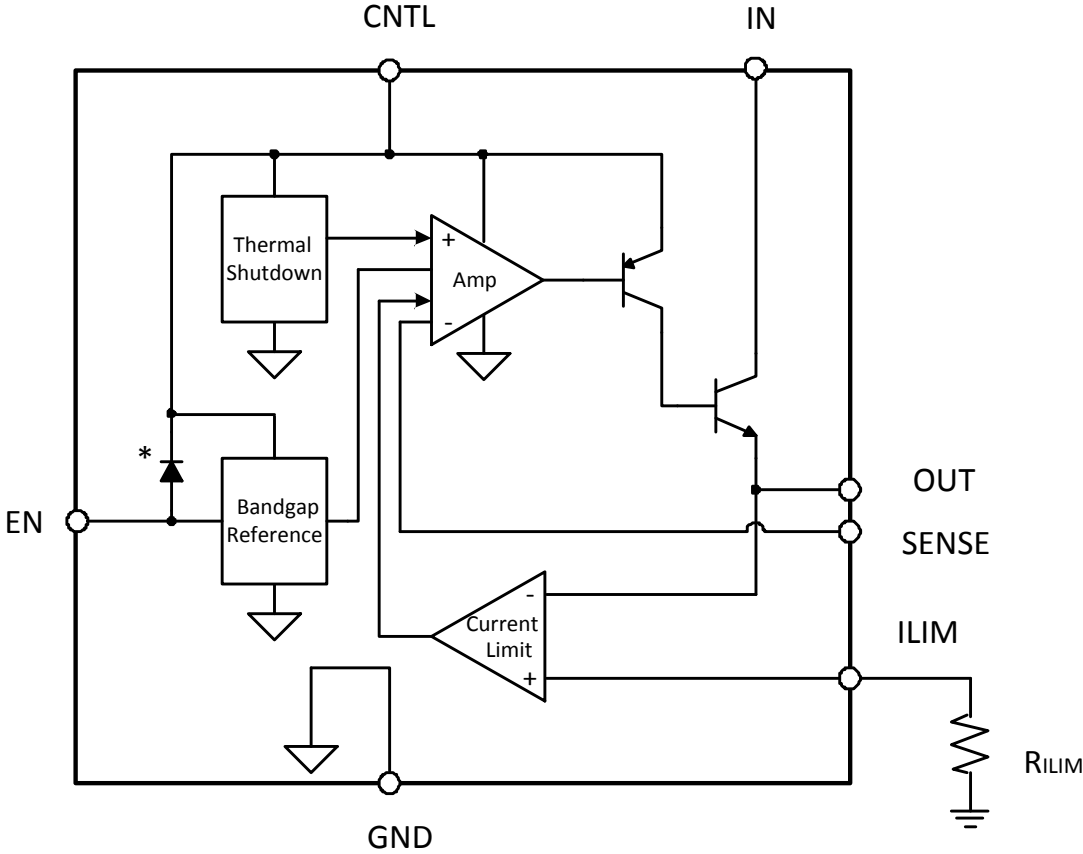 CNTL
IN
Thermal
Shutdown
+
Amp
-
*
EN
Bandgap
Reference
OUT
SENSE
-
Current
Limit
+
ILIM
RILIM
GND